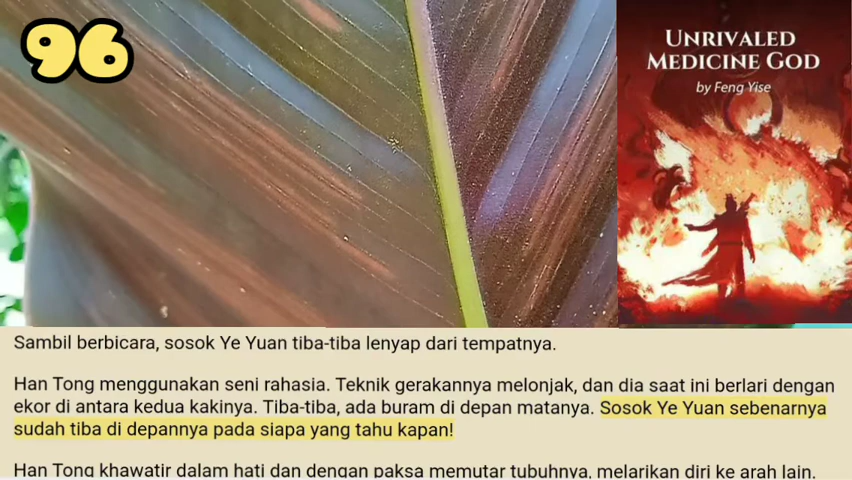 96
UNRIVALED
MEDICINE GOD
by Feng Yise
Sambil berbicara, sosok Ye Yuan tiba-tiba lenyap dari tempatnya.
Han Tong menggunakan seni rahasia. Teknik gerakannya melonjak, dan dia saat ini berlari dengan
ekor di antara kedua kakinya. Tiba-tiba, ada buram di depan matanya. Sosok Ye Yuan sebenarnya
sudah tiba di depannya pada siapa yang tahu kapan!
Han Tong khawatir dalam hati dan dengan paksa memutar tubuhnya, melarikan diri ke arah lain.